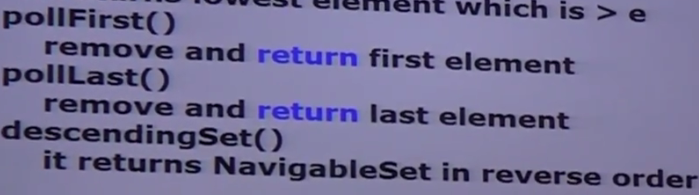 lowest element which is > e
pollFirst()
remove and return first element
pollLast()
remove and return last element
descendingSet()
it returns NavigableSet in reverse order